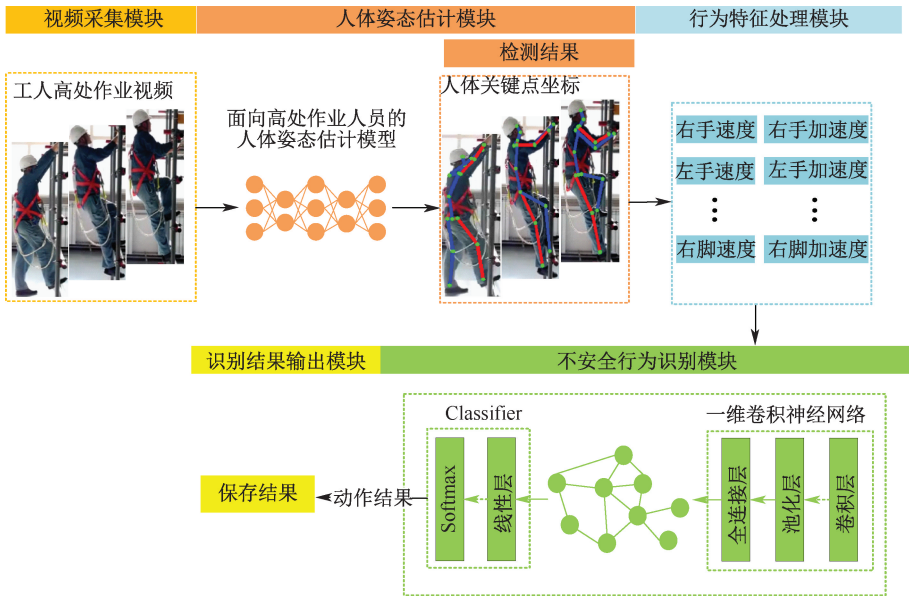 视频采集模块
人体姿态估计模块
行为特征处理模块
检测结果
工人高处作业视频
面向高处作业人员的
人体姿态估计模型
人体关键点坐标
右手速度
右手加速度
左手速度
左手加速度
⋮
⋮
右脚速度
右脚加速度
识别结果输出模块
不安全行为识别模块
Classifier
一维卷积神经网络
保存结果
动作结果
Softmax
线性层
全连接层
池化层
卷积层